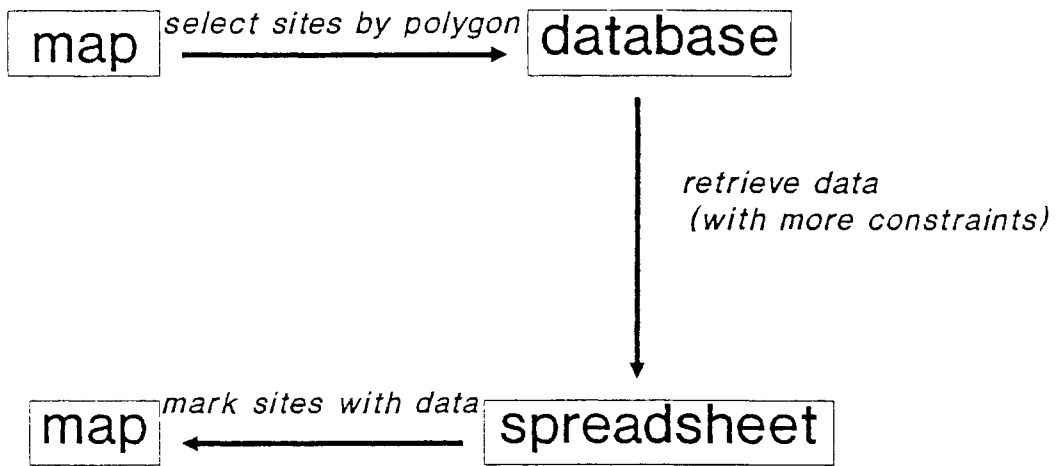 map
select sites by polygon
database
retrieve data
(with more constraints)
map
mark sites with data
spreadsheet